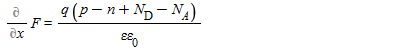 ∂/∂x F = q (p − n + N_D − N_A) / εε_0